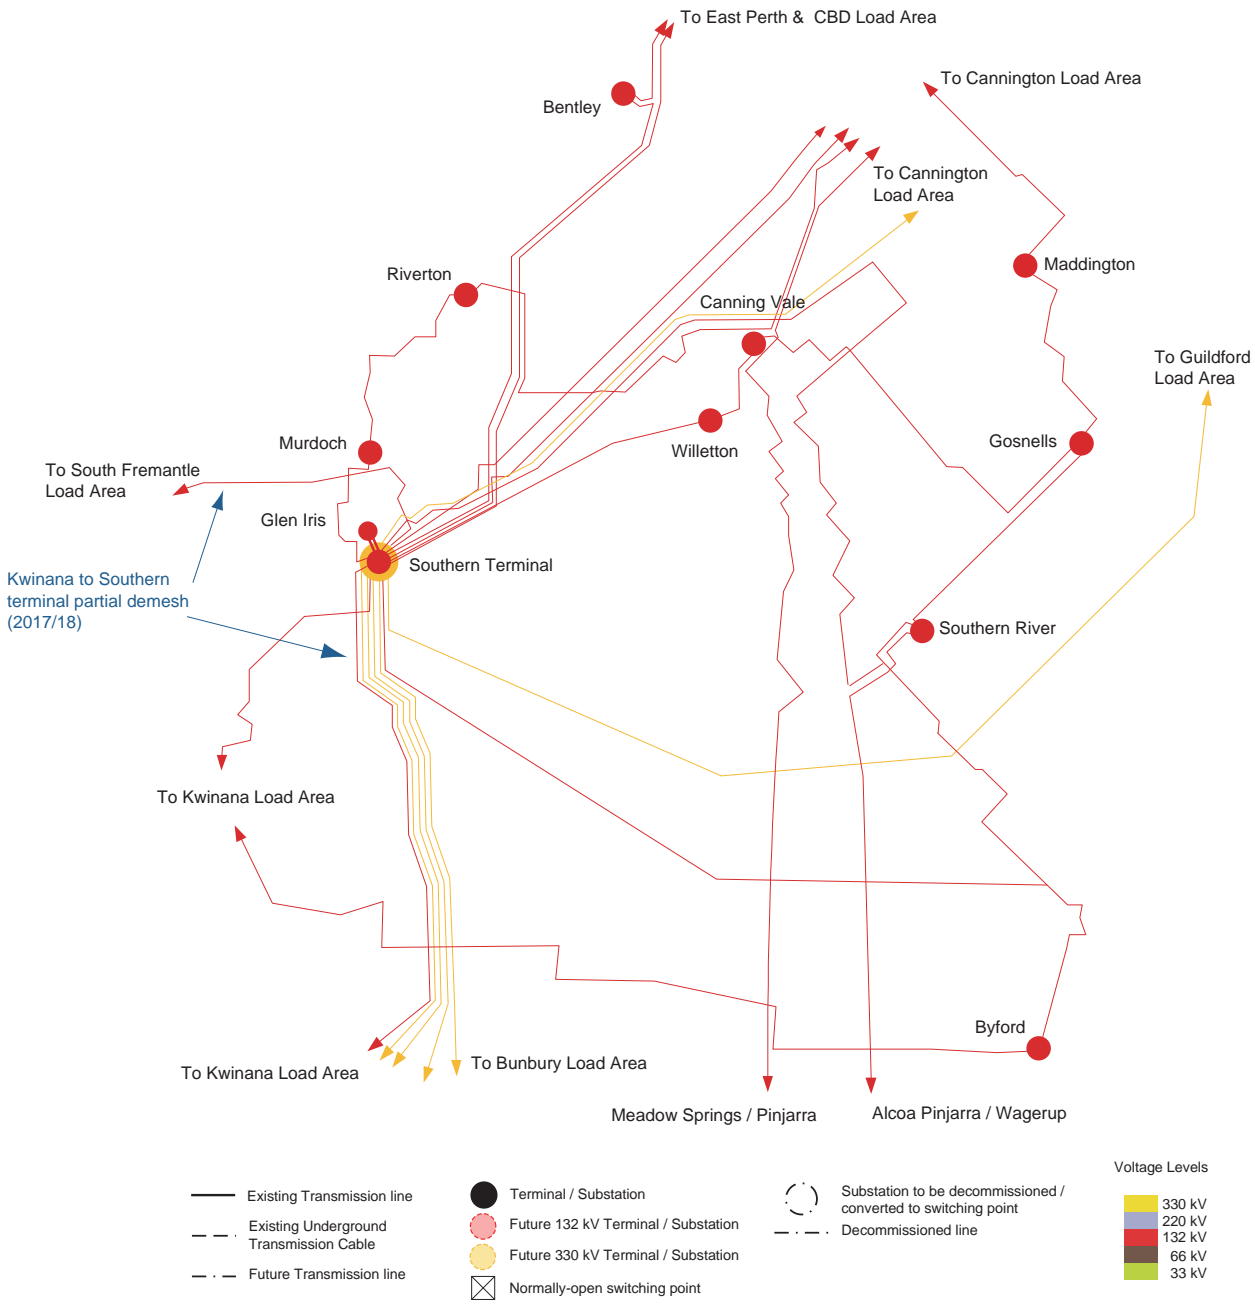 To East Perth &  CBD Load Area
To Cannington Load Area
Bentley
To Cannington
Load Area
Riverton
Maddington
Canning Vale
To Guildford
Load Area
Murdoch
Willetton
Gosnells
To South Fremantle
Load Area
Glen Iris
Southern Terminal
Kwinana to Southern
terminal partial demesh
(2017/18)
Southern River
To Kwinana Load Area
Byford
To Bunbury Load Area
To Kwinana Load Area
Meadow Springs / Pinjarra
Alcoa Pinjarra / Wagerup
Existing Transmission line
Existing Underground
Transmission Cable
Future Transmission line
Terminal / Substation
Future 132 kV Terminal / Substation
Future 330 kV Terminal / Substation
Normally-open switching point
Substation to be decommissioned /
converted to switching point
Decommissioned line
Voltage Levels
330 kV
220 kV
132 kV
66 kV
33 kV